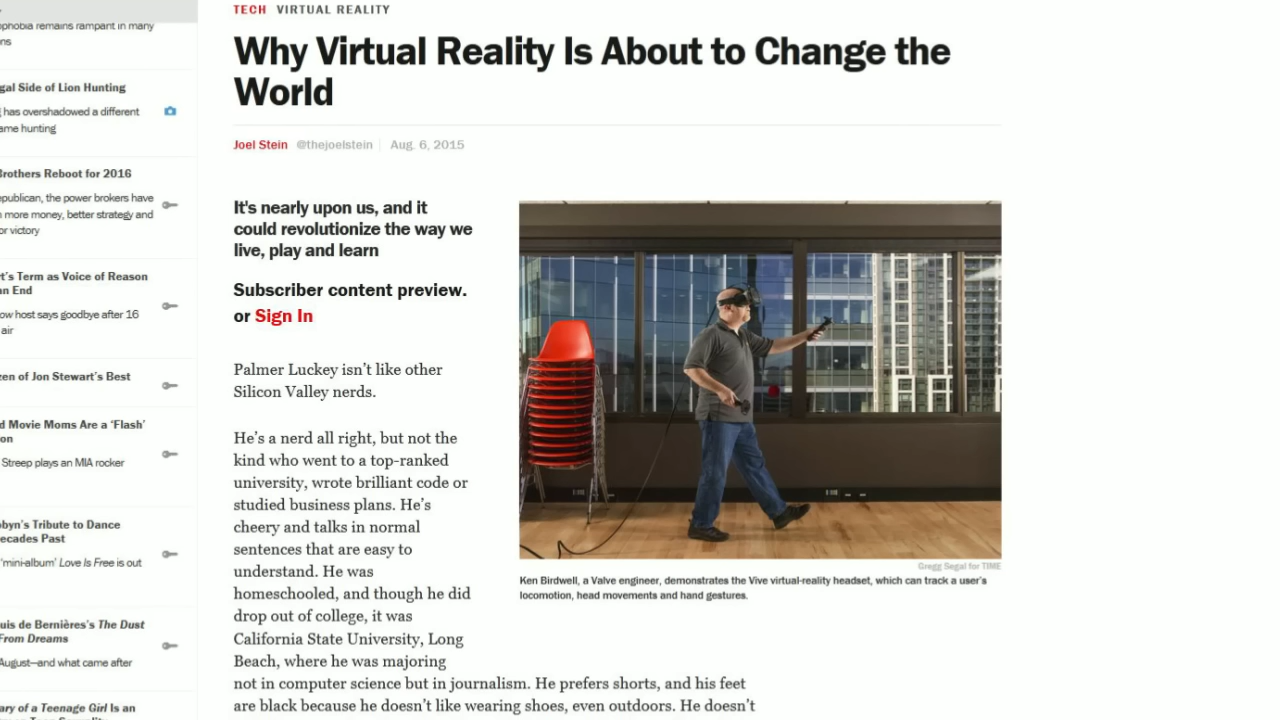 ophobia remains rampant in many
ns
gal Side of Lion Hunting
has overshadowed a different
ame hunting
Brothers Reboot for 2016
epublican, the power brokers have
more money, better strategy and
or victory
rt's Term as Voice of Reason
an End
ow host says goodbye after 16
air
zen of Jon Stewart's Best
d Movie Moms Are a 'Flash'
on
Streep plays an MIA rocker
obyn's Tribute to Dance
ecades Past
'mini-album' Love Is Free is out
uis de Bernières's The Dust
From Dreams
August—and what came after
ary of a Teenage Girl Is an
TECH VIRTUAL REALITY
Why Virtual Reality Is About to Change the
World
Joel Stein @thejoelstein Aug. 6, 2015
It's nearly upon us, and it
could revolutionize the way we
live, play and learn
Subscriber content preview.
or Sign In
Palmer Luckey isn't like other
Silicon Valley nerds.
He's a nerd all right, but not the
kind who went to a top-ranked
university, wrote brilliant code or
studied business plans. He's
cheery and talks in normal
sentences that are easy to
understand. He was
homeschooled, and though he did
drop out of college, it was
California State University, Long
Beach, where he was majoring
not in computer science but in journalism. He prefers shorts, and his feet
are black because he doesn't like wearing shoes, even outdoors. He doesn't
Gregg Segal for TIME
Ken Birdwell, a Valve engineer, demonstrates the Vive virtual-reality headset, which can track a user's
locomotion, head movements and hand gestures.